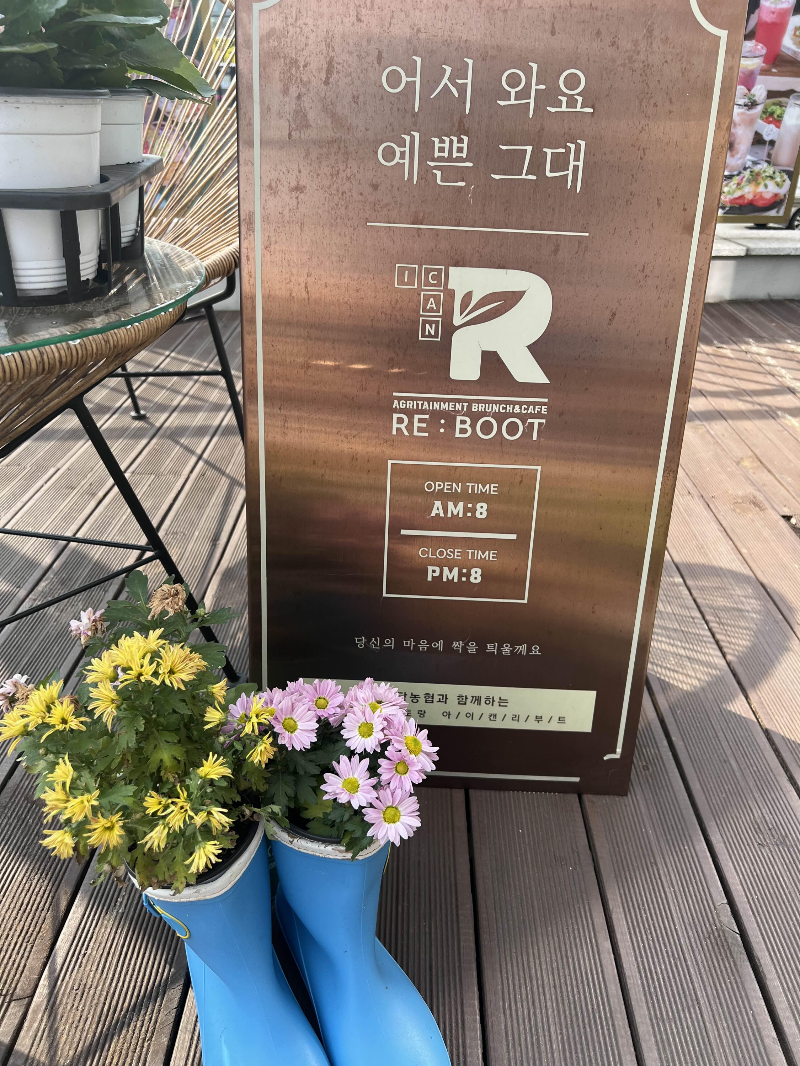 어서 와요
예쁜 그대
I CAN
R
AGRITAINMENT BRUNCH&CAFE
RE : BOOT
OPEN TIME
AM:8
CLOSE TIME
PM:8
당신의 마음에 싹을 틔울게요
농협과 함께하는
아/이/캔/리/부/트